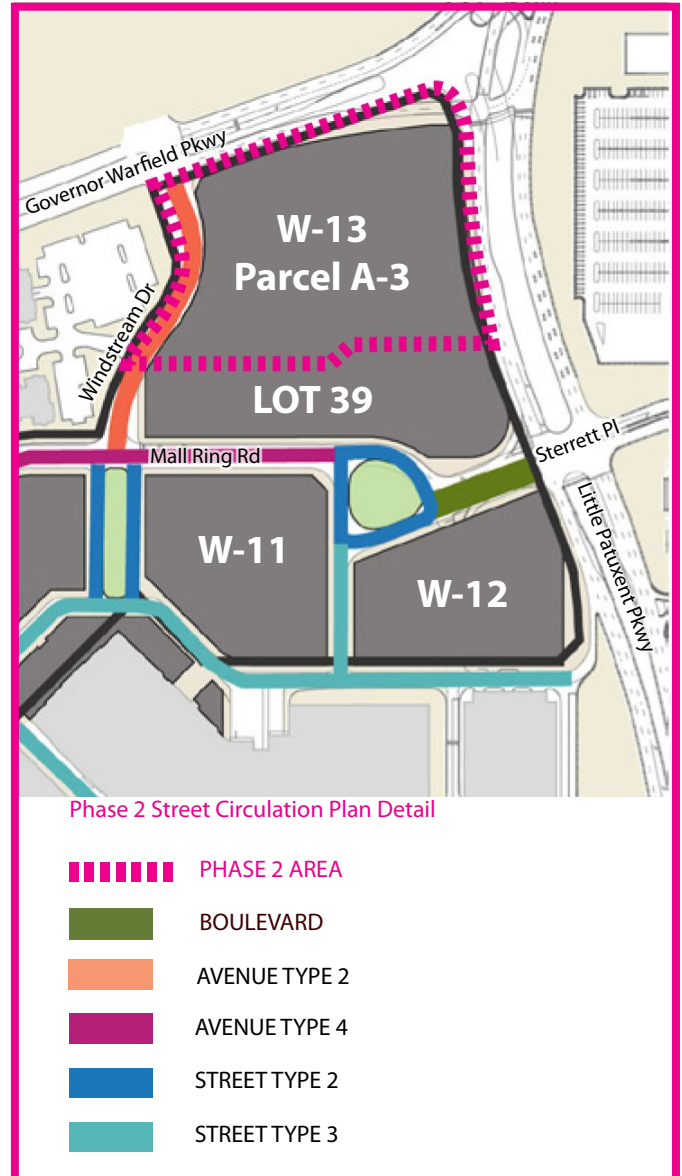 Governor Warfield Pkwy
W-13
Parcel A-3
Windstream Dr
LOT 39
Mall Ring Rd
Sterrett Pl
W-11
W-12
Little Patuxent Pkwy
Phase 2 Street Circulation Plan Detail
PHASE 2 AREA
BOULEVARD
AVENUE TYPE 2
AVENUE TYPE 4
STREET TYPE 2
STREET TYPE 3